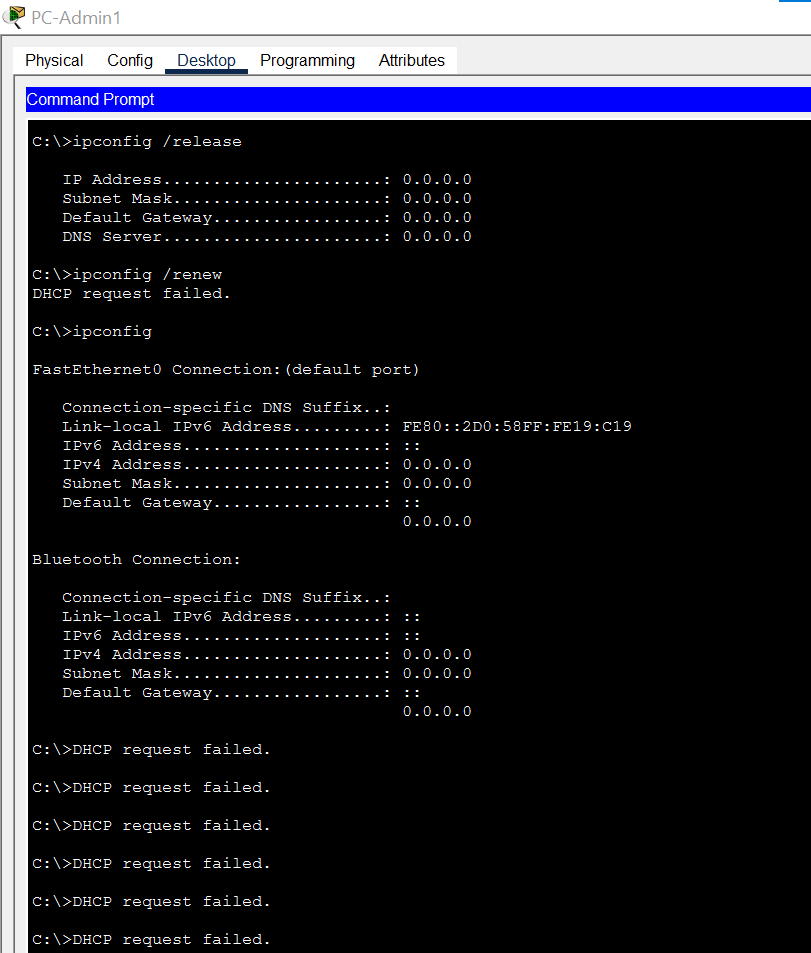 PC-Admin1
Physical Config Desktop Programming Attributes
Command Prompt
C:\>ipconfig /release
IP Address......................: 0.0.0.0
Subnet Mask.....................: 0.0.0.0
Default Gateway.................: 0.0.0.0
DNS Server......................: 0.0.0.0
C:\>ipconfig /renew
DHCP request failed.
C:\>ipconfig
FastEthernet0 Connection:(default port)
Connection-specific DNS Suffix..:
Link-local IPv6 Address.........: FE80::2D0:58FF:FE19:C19
IPv6 Address....................: ::
IPv4 Address....................: 0.0.0.0
Subnet Mask.....................: 0.0.0.0
Default Gateway.................: ::
0.0.0.0
Bluetooth Connection:
Connection-specific DNS Suffix..:
Link-local IPv6 Address.........: ::
IPv6 Address....................: ::
IPv4 Address....................: 0.0.0.0
Subnet Mask.....................: 0.0.0.0
Default Gateway.................: ::
0.0.0.0
C:\>DHCP request failed.
C:\>DHCP request failed.
C:\>DHCP request failed.
C:\>DHCP request failed.
C:\>DHCP request failed.
C:\>DHCP request failed.